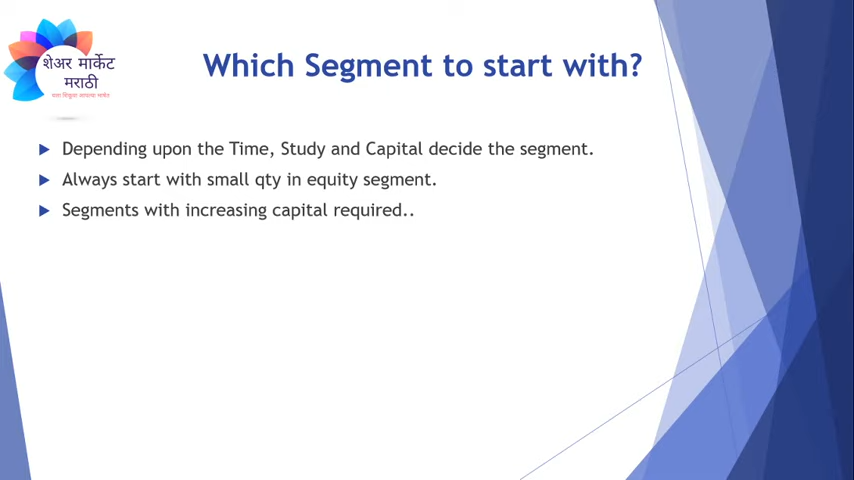 शेअर मार्केट
मराठी
Which Segment to start with?
Depending upon the Time, Study and Capital decide the segment.
Always start with small qty in equity segment.
Segments with increasing capital required..